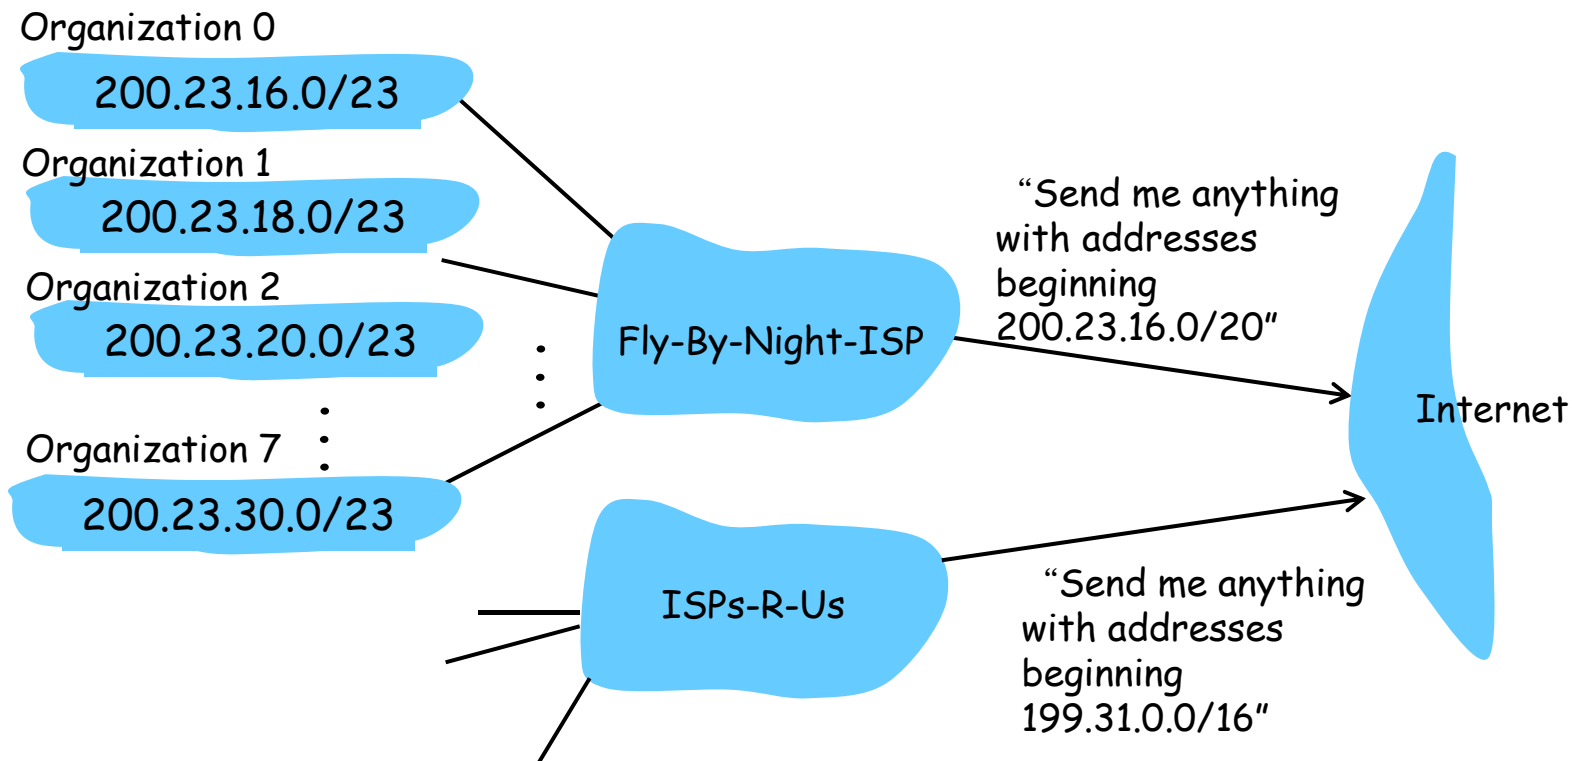 Organization 0
200.23.16.0/23
Organization 1
200.23.18.0/23
Organization 2
200.23.20.0/23
Organization 7
200.23.30.0/23
Fly-By-Night-ISP
“Send me anything
with addresses
beginning
200.23.16.0/20”
Internet
ISPs-R-Us
“Send me anything
with addresses
beginning
199.31.0.0/16”